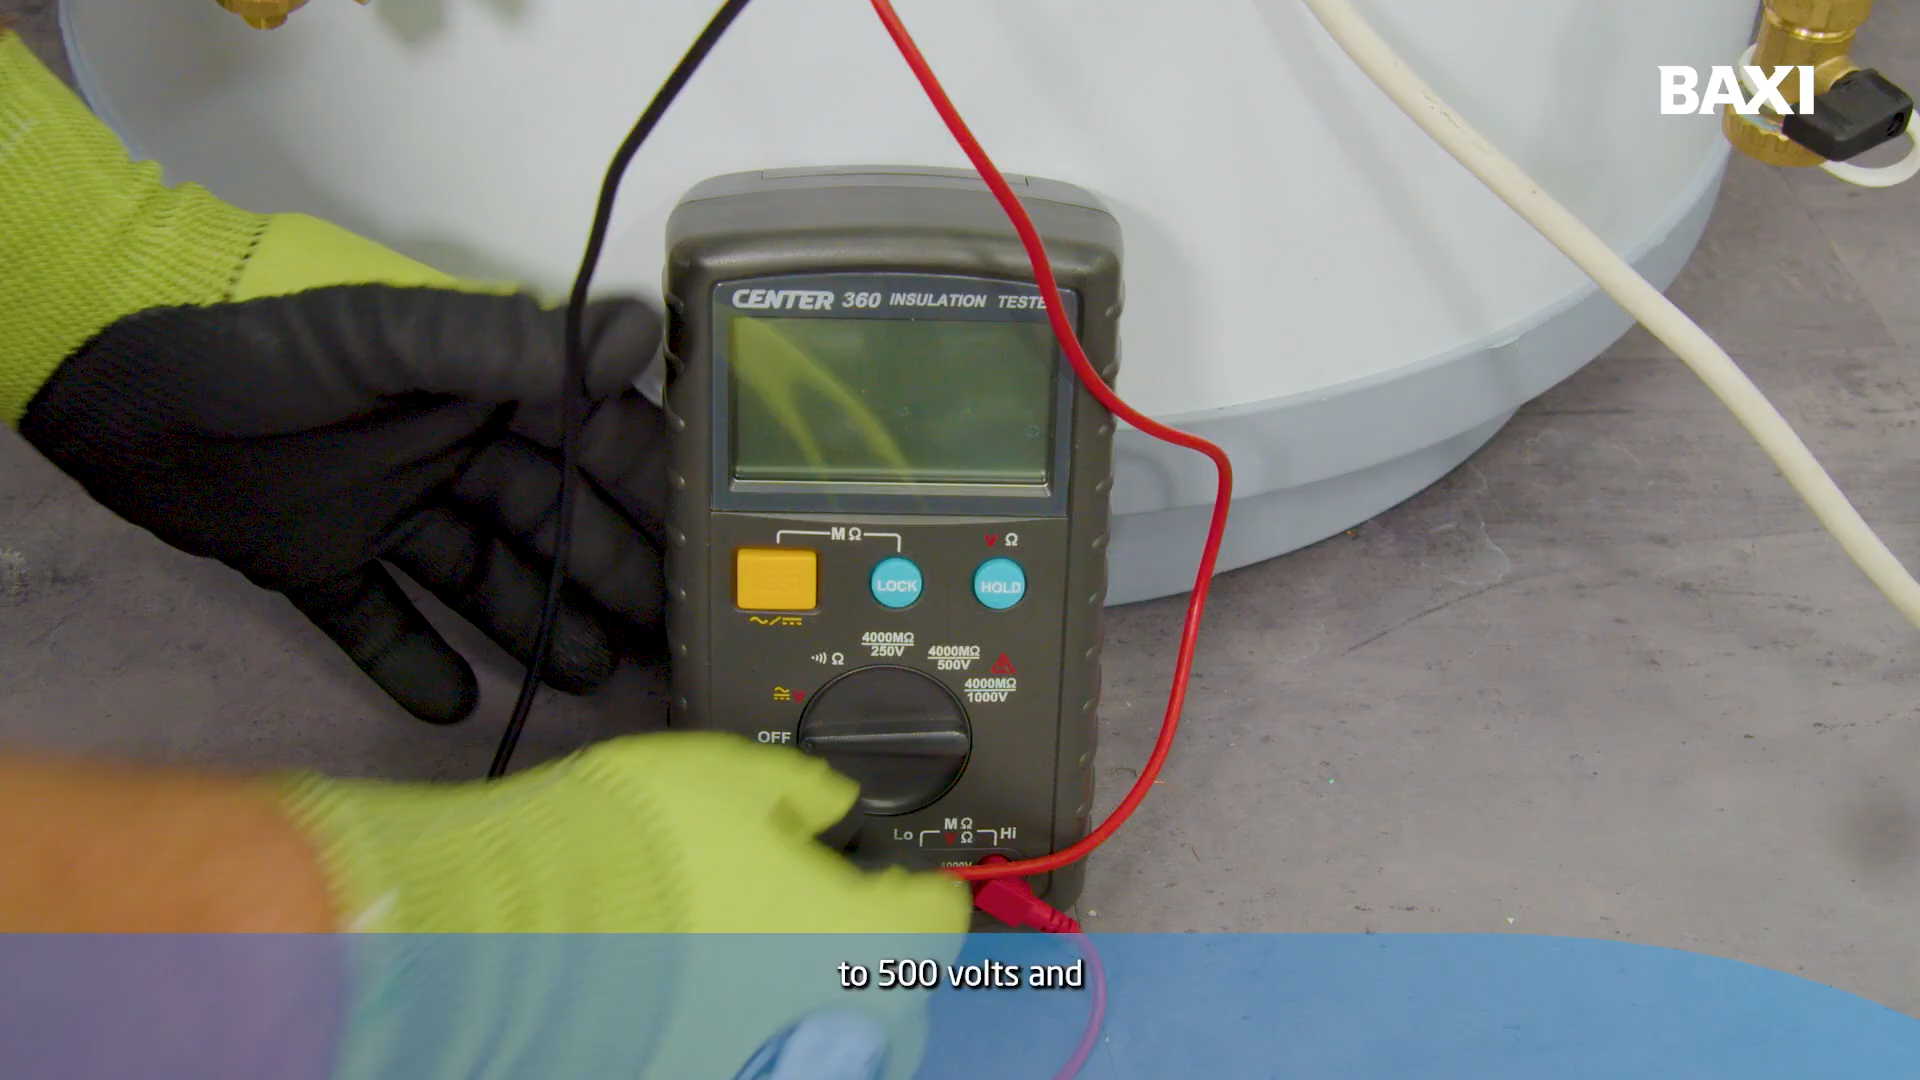 BAXI
CENTER 360 INSULATION TESTE
MΩ
V Ω
LOCK
HOLD
4000MΩ
250V
4000MΩ
500V
4000MΩ
1000V
Ω
OFF
Lo
MΩ
V Ω
Hi
1000V
to 500 volts and